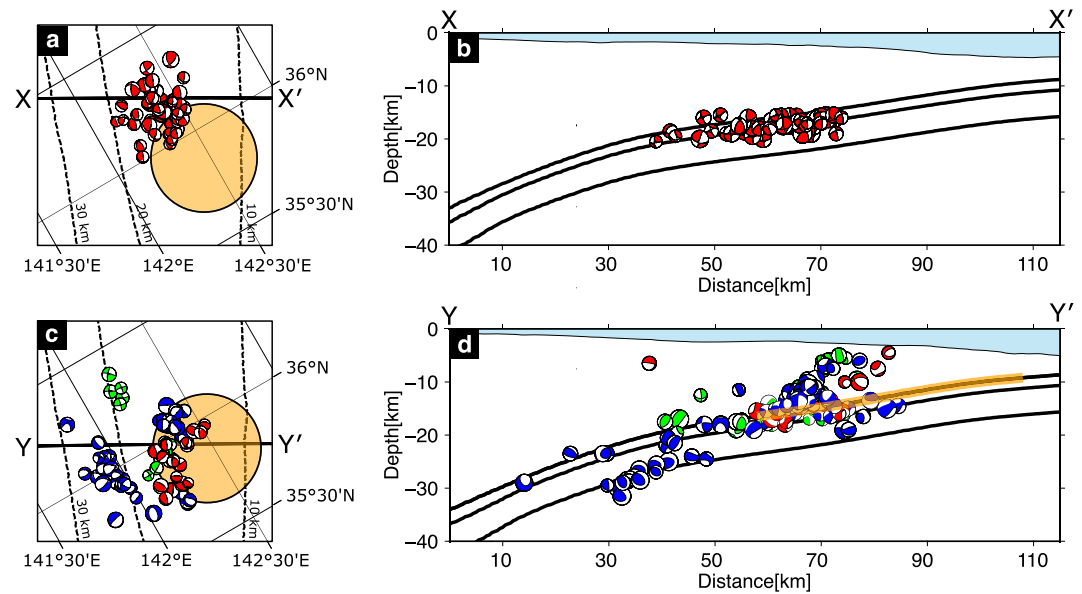 a
X
X′
36°N
35°30'N
30 km
20 km
10 km
141°30'E
142°E
142°30'E
X
X′
b
0
−10
−20
−30
−40
Depth[km]
10
30
50
70
90
110
Distance[km]
c
Y
Y′
36°N
35°30'N
30 km
20 km
10 km
141°30'E
142°E
142°30'E
Y
Y′
d
0
−10
−20
−30
−40
Depth[km]
10
30
50
70
90
110
Distance[km]